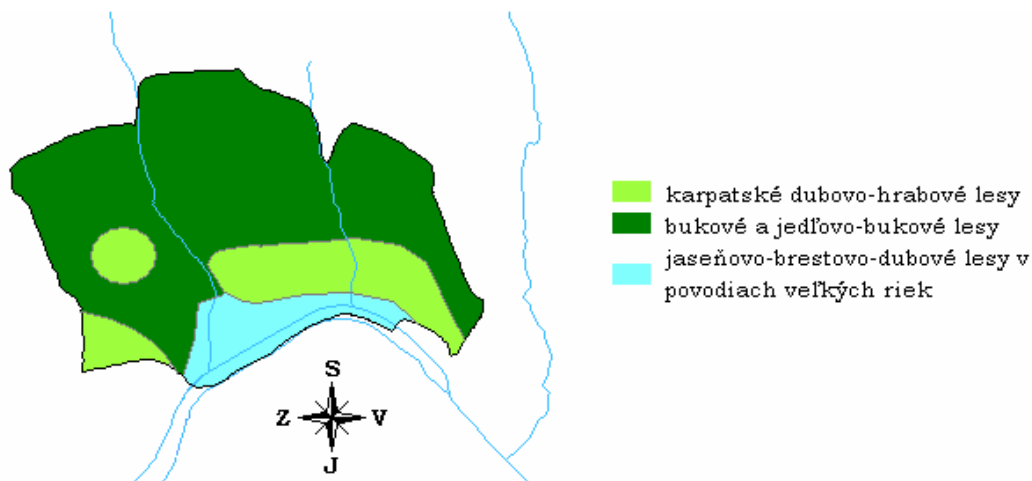 karpatské dubovo-hrabové lesy
bukové a jedľovo-bukové lesy
jaseňovo-brestovo-dubové lesy v
povodiach veľkých riek
S
Z V
J